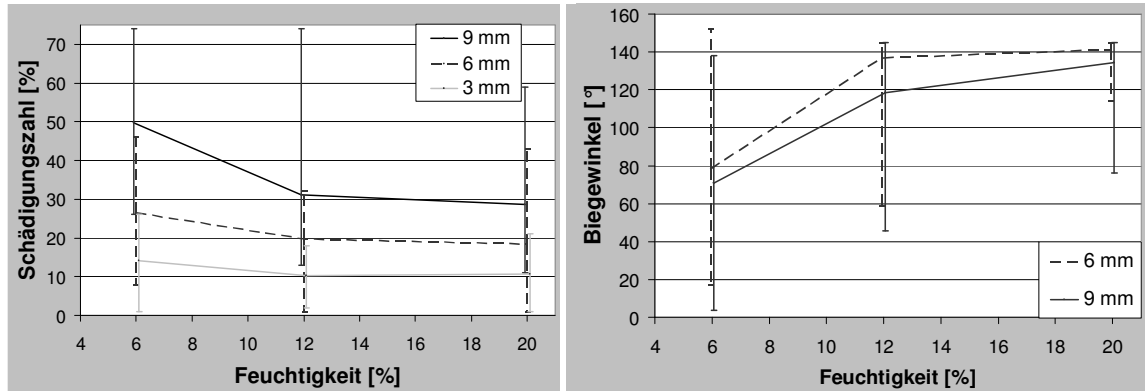 Schädigungszahl [%]
70
60
50
40
30
20
10
0
9 mm
6 mm
3 mm
4 6 8 10 12 14 16 18 20
Feuchtigkeit [%]
Biegewinkel [°]
160
140
120
100
80
60
40
20
0
6 mm
9 mm
4 6 8 10 12 14 16 18 20
Feuchtigkeit [%]